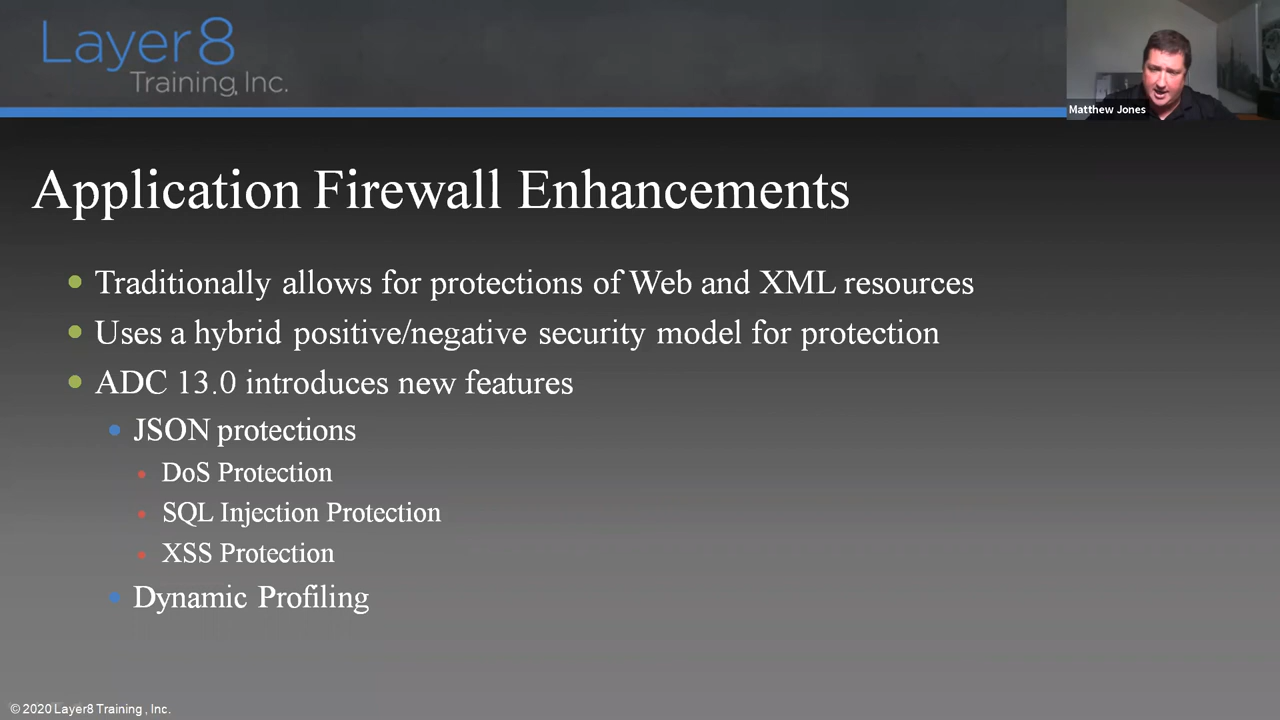 Layer8
Training, Inc.
Matthew Jones
Application Firewall Enhancements
Traditionally allows for protections of Web and XML resources
Uses a hybrid positive/negative security model for protection
ADC 13.0 introduces new features
JSON protections
DoS Protection
SQL Injection Protection
XSS Protection
Dynamic Profiling
© 2020 Layer8 Training , Inc.